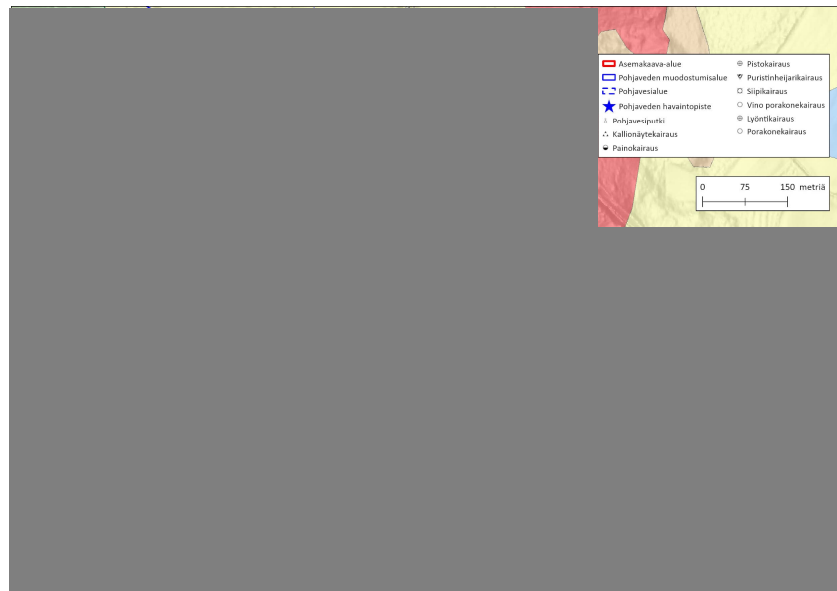 Asemakaava-alue
Pohjaveden muodostumisalue
Pohjavesialue
Pohjaveden havaintopiste
Pohjavesiputki
Kallionäytekairaus
Painokairaus
Pistokairaus
Puristinheijarikairaus
Siipikairaus
Vino porakonekairaus
Lyöntikairaus
Porakonekairaus
0 75 150 metriä